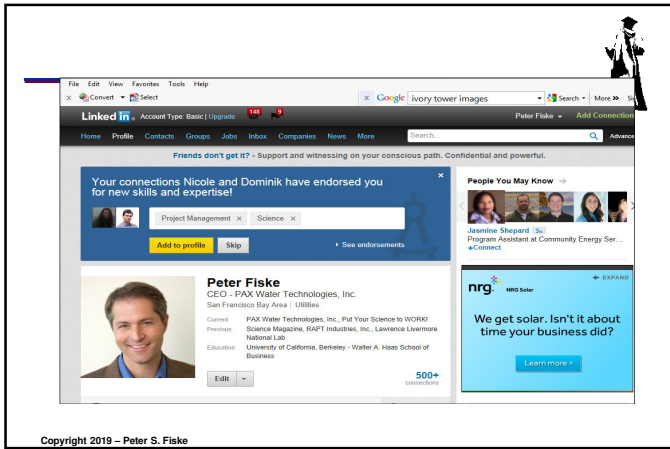 File Edit View Favorites Tools Help
x Convert Select
x Google ivory tower images Search More »
Linked in® Account Type: Basic | Upgrade 148 9
Peter Fiske Add Connection
Home Profile Contacts Groups Jobs Inbox Companies News More Search... Advance
Friends don't get it? - Support and witnessing on your conscious path. Confidential and powerful.
Your connections Nicole and Dominik have endorsed you
for new skills and expertise!
×
Project Management × Science ×
Add to profile Skip See endorsements
People You May Know
Jasmine Shepard
Program Assistant at Community Energy Ser...
+Connect
Peter Fiske
CEO - PAX Water Technologies, Inc.
San Francisco Bay Area | Utilities
Current PAX Water Technologies, Inc., Put Your Science to WORK!
Previous Science Magazine, RAPT Industries, Inc., Lawrence Livermore
National Lab
Education University of California, Berkeley - Walter A. Haas School of
Business
Edit
500+
connections
EXPAND
nrg NRG Solar
We get solar. Isn't it about
time your business did?
Learn more >
Copyright 2019 – Peter S. Fiske